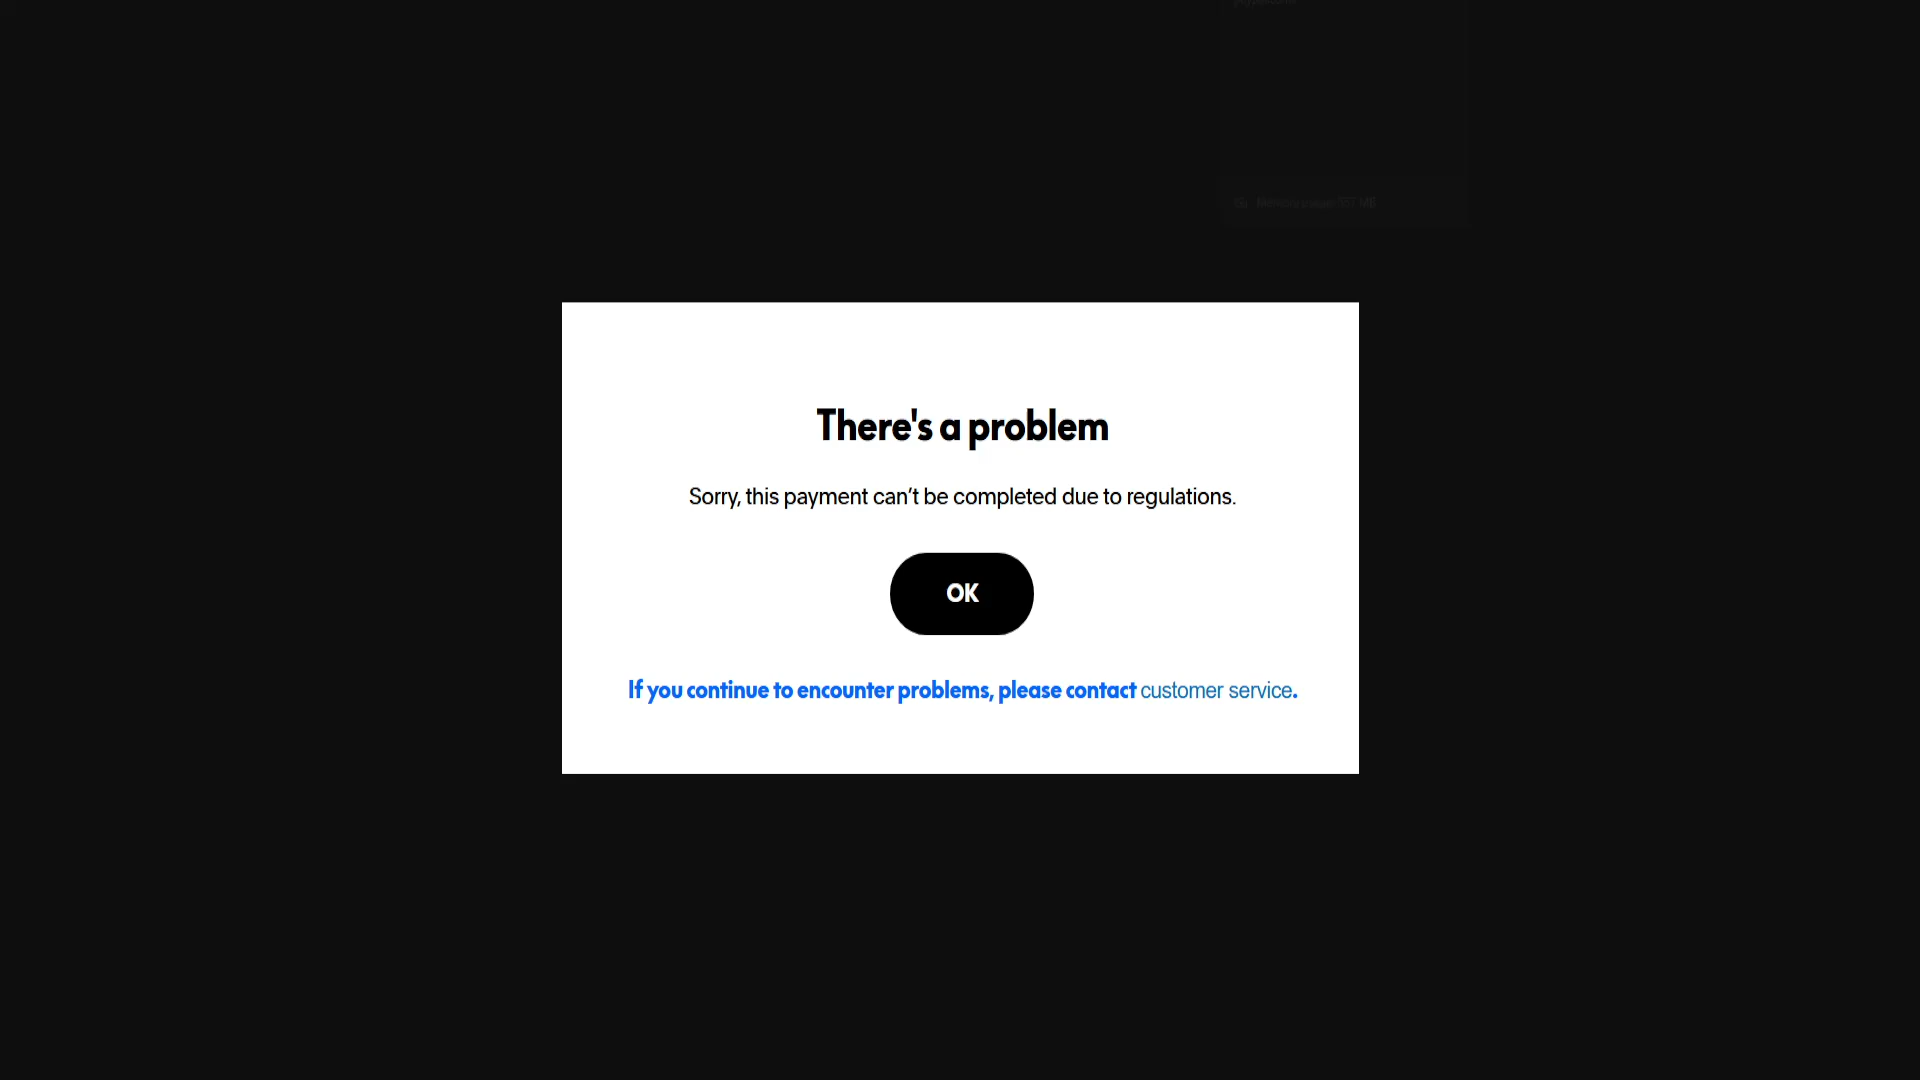 There's a problem
Sorry, this payment can’t be completed due to regulations.
OK
If you continue to encounter problems, please contact customer service.